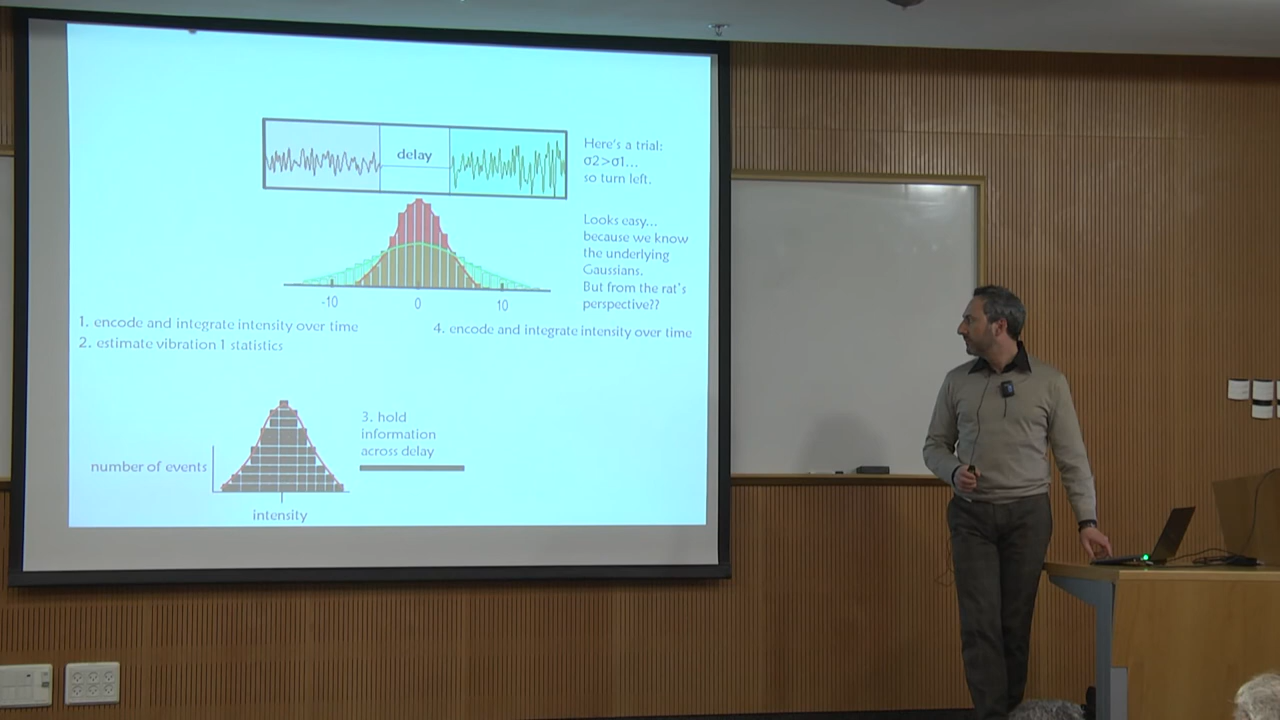 delay
Here's a trial:
σ2>σ1...
so turn left.
Looks easy...
because we know
the underlying
Gaussians.
But from the rat's
perspective??
-10 0 10
1. encode and integrate intensity over time
2. estimate vibration 1 statistics
4. encode and integrate intensity over time
3. hold
information
across delay
number of events
intensity